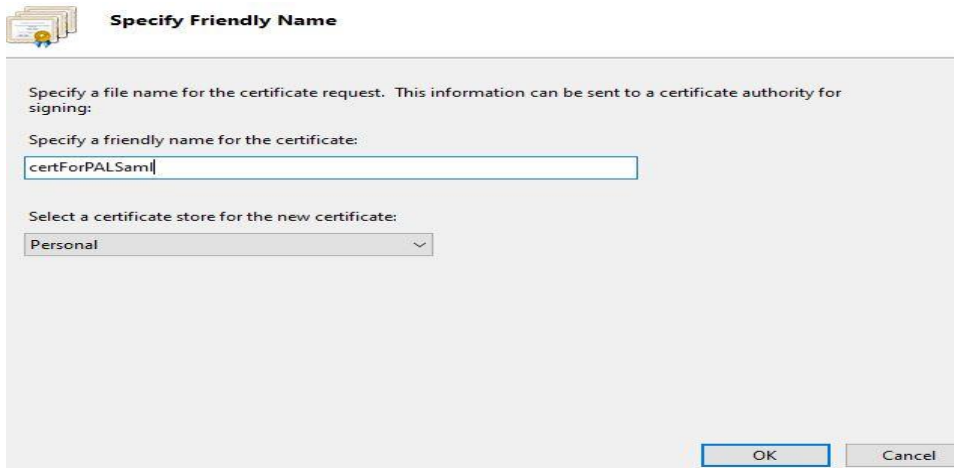 Specify Friendly Name
Specify a file name for the certificate request.  This information can be sent to a certificate authority for
signing:
Specify a friendly name for the certificate:
certForPALSaml
Select a certificate store for the new certificate:
Personal
OK
Cancel